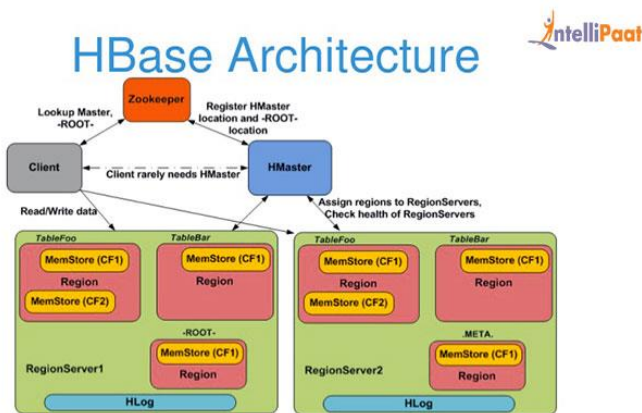 IntelliPaat
HBase Architecture
Zookeeper
Lookup Master,
-ROOT-
Register HMaster
location and -ROOT-
location
Client
Client rarely needs HMaster
HMaster
Read/Write data
Assign regions to RegionServers,
Check health of RegionServers
TableFoo
TableBar
MemStore (CF1)
Region
MemStore (CF2)
MemStore (CF1)
Region
-ROOT-
MemStore (CF1)
Region
RegionServer1
HLog
TableFoo
TableBar
MemStore (CF1)
Region
MemStore (CF2)
MemStore (CF1)
Region
.META.
MemStore (CF1)
Region
RegionServer2
HLog